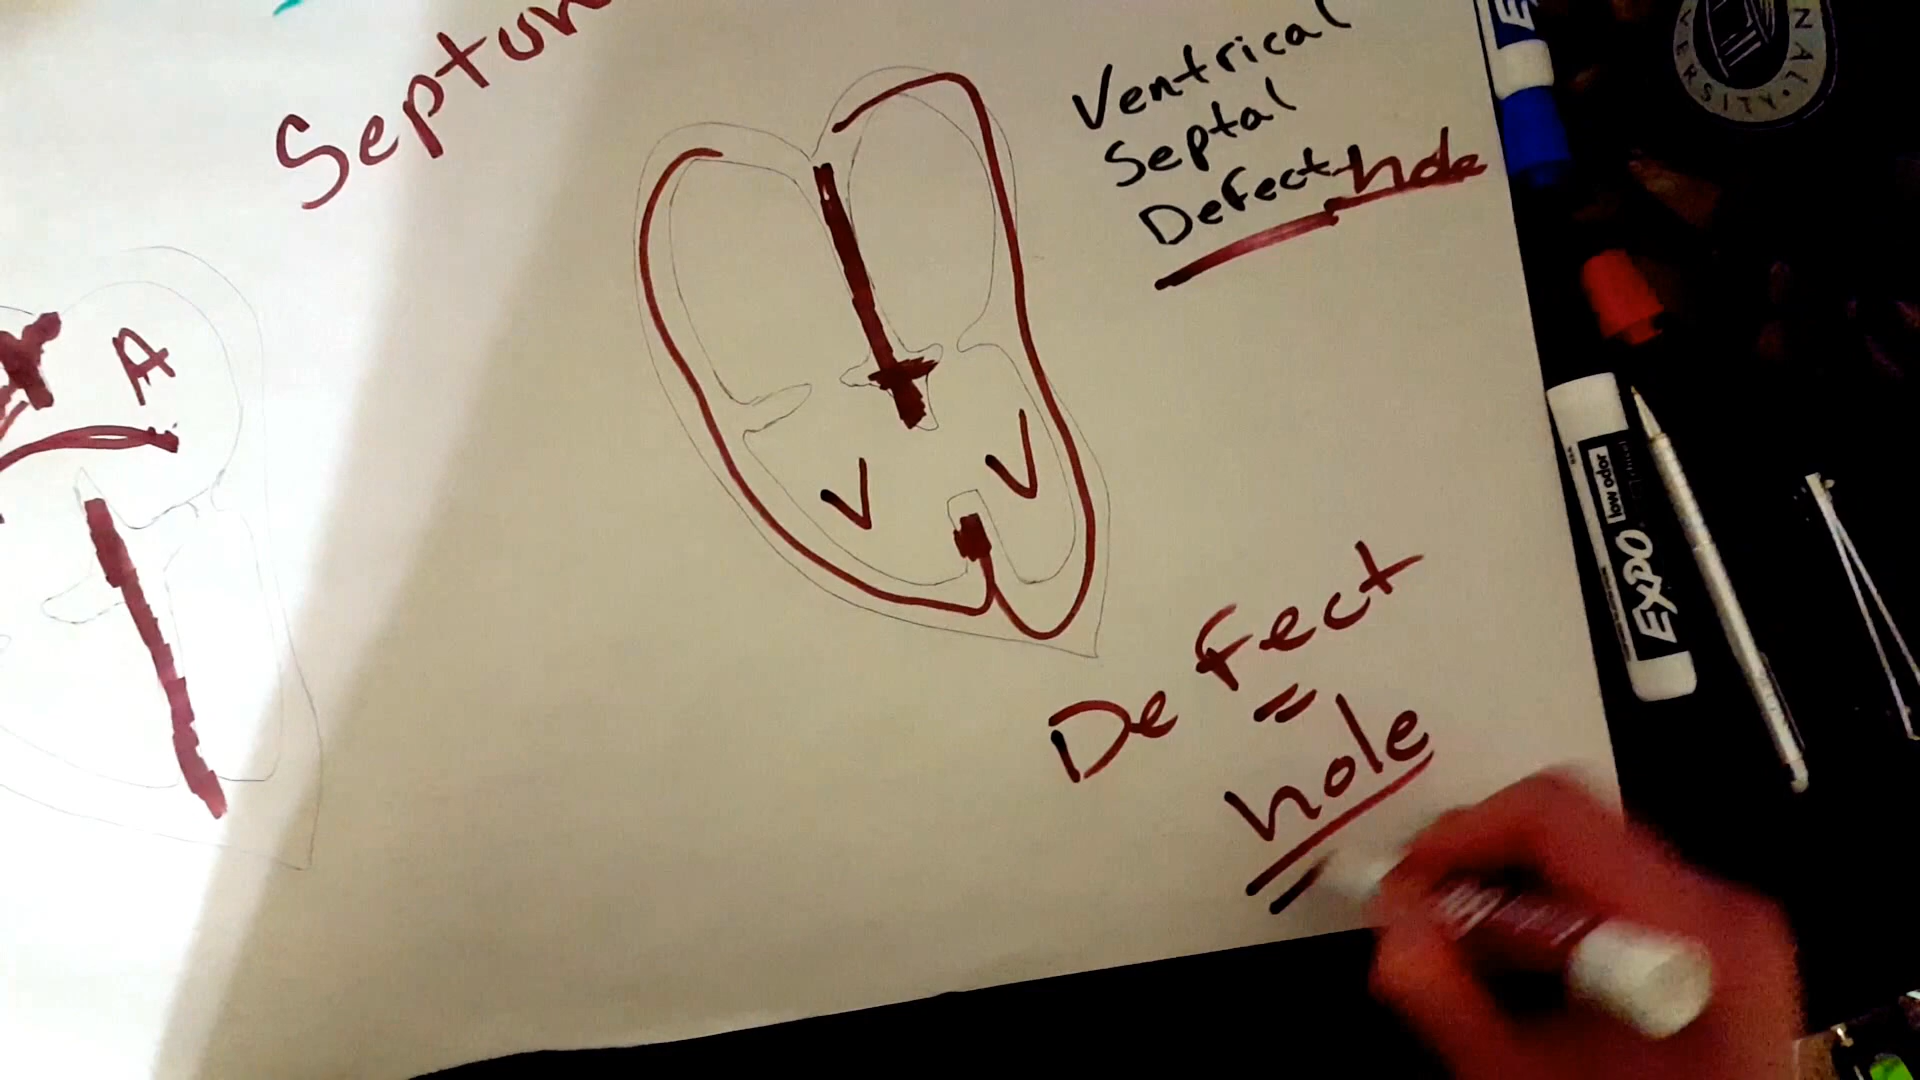 Septum
Ventrical
Septal
Defect-hole
A
V V
Defect
=
hole
EXPO
low odor